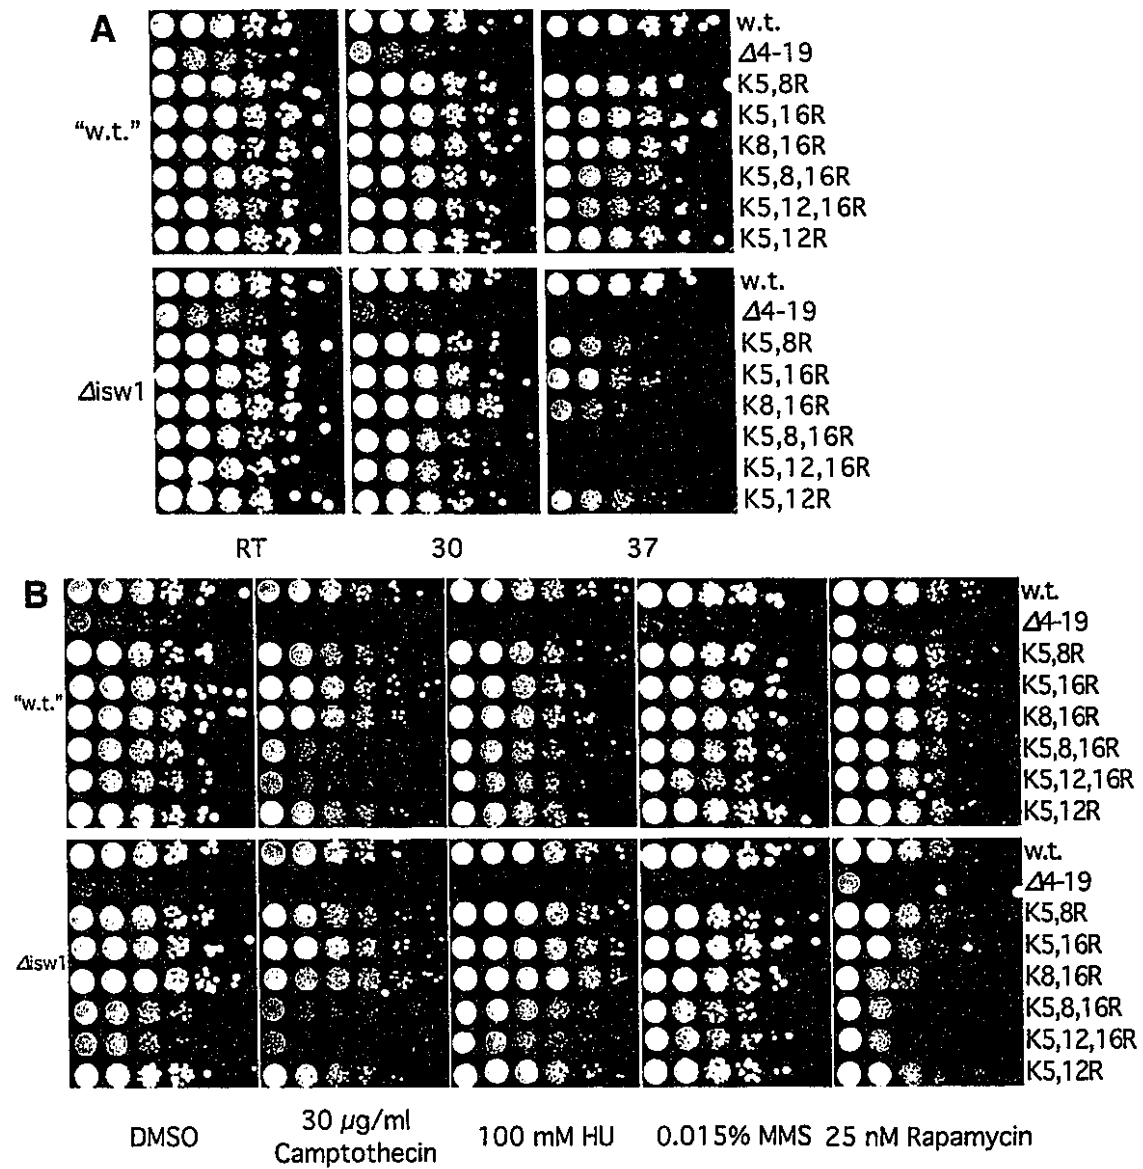 A
"w.t."
w.t.
Δ4-19
K5,8R
K5,16R
K8,16R
K5,8,16R
K5,12,16R
K5,12R
Δisw1
w.t.
Δ4-19
K5,8R
K5,16R
K8,16R
K5,8,16R
K5,12,16R
K5,12R
RT 30 37
B
"w.t."
w.t.
Δ4-19
K5,8R
K5,16R
K8,16R
K5,8,16R
K5,12,16R
K5,12R
Δisw1
w.t.
Δ4-19
K5,8R
K5,16R
K8,16R
K5,8,16R
K5,12,16R
K5,12R
DMSO
30 µg/ml
Camptothecin
100 mM HU
0.015% MMS
25 nM Rapamycin